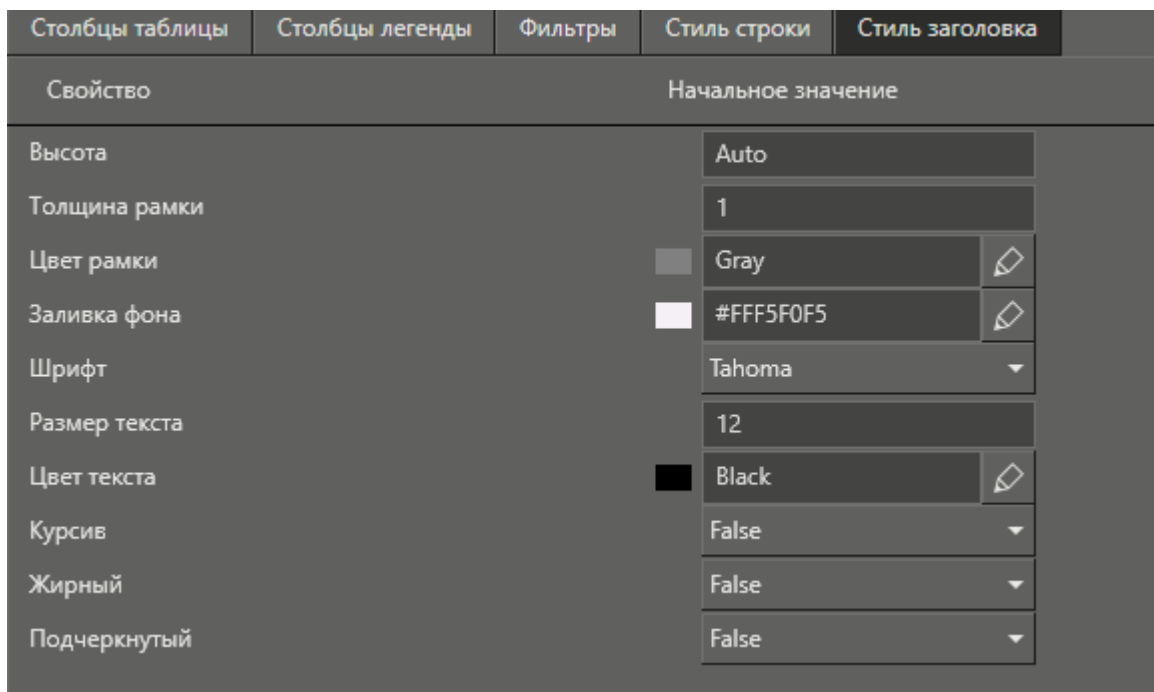 Столбцы таблицы Столбцы легенды Фильтры Стиль строки Стиль заголовка
Свойство Начальное значение
Высота Auto
Толщина рамки 1
Цвет рамки Gray
Заливка фона #FFF5F0F5
Шрифт Tahoma
Размер текста 12
Цвет текста Black
Курсив False
Жирный False
Подчеркнутый False